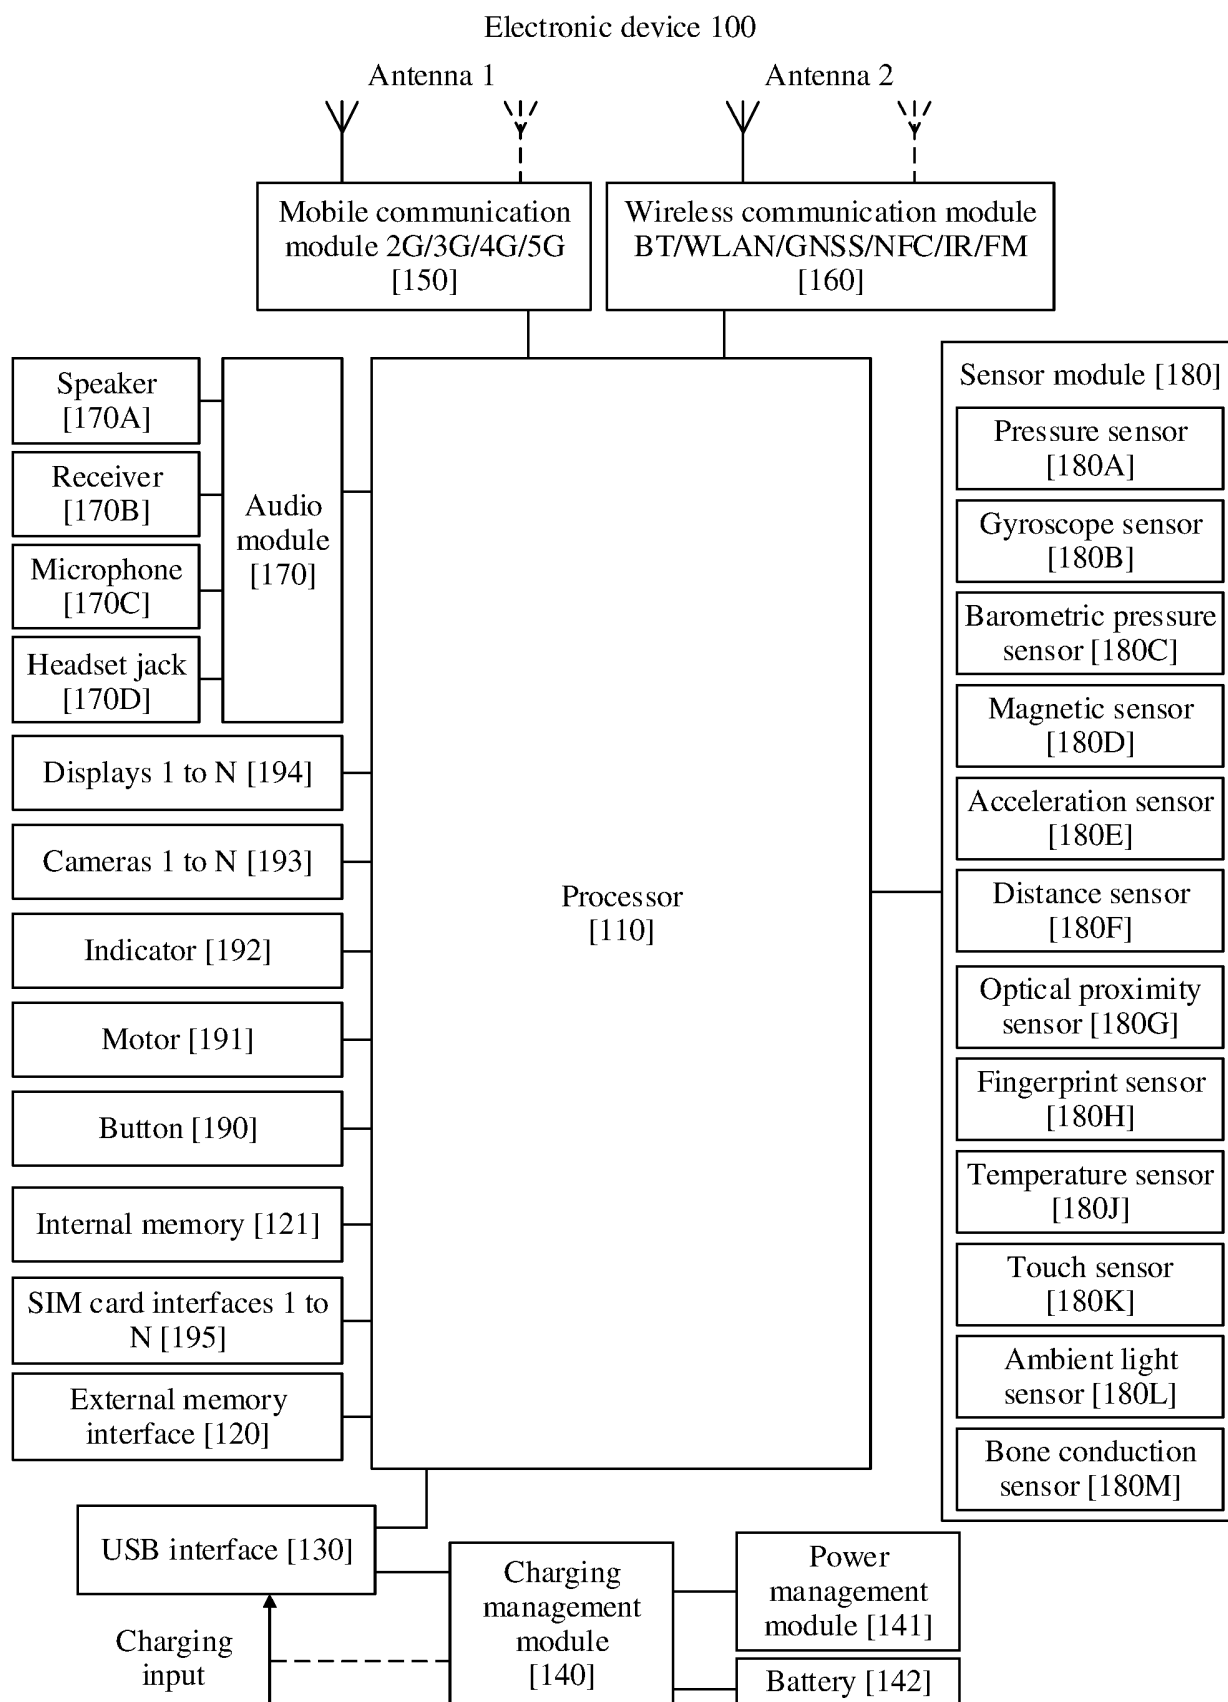 Electronic device 100
Antenna 1
Antenna 2
Mobile communication
module 2G/3G/4G/5G
[150]
Wireless communication module
BT/WLAN/GNSS/NFC/IR/FM
[160]
Speaker
[170A]
Receiver
[170B]
Microphone
[170C]
Headset jack
[170D]
Audio
module
[170]
Displays 1 to N [194]
Cameras 1 to N [193]
Indicator [192]
Motor [191]
Button [190]
Internal memory [121]
SIM card interfaces 1 to
N [195]
External memory
interface [120]
Processor
[110]
Sensor module [180]
Pressure sensor
[180A]
Gyroscope sensor
[180B]
Barometric pressure
sensor [180C]
Magnetic sensor
[180D]
Acceleration sensor
[180E]
Distance sensor
[180F]
Optical proximity
sensor [180G]
Fingerprint sensor
[180H]
Temperature sensor
[180J]
Touch sensor
[180K]
Ambient light
sensor [180L]
Bone conduction
sensor [180M]
USB interface [130]
Charging
input
Charging
management
module
[140]
Power
management
module [141]
Battery [142]